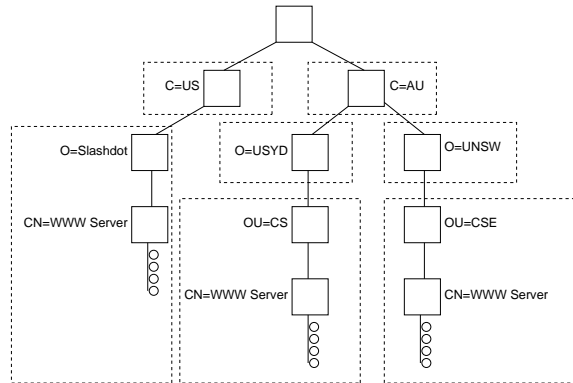 C=US
C=AU
O=Slashdot
O=USYD
O=UNSW
CN=WWW Server
OU=CS
OU=CSE
CN=WWW Server
CN=WWW Server